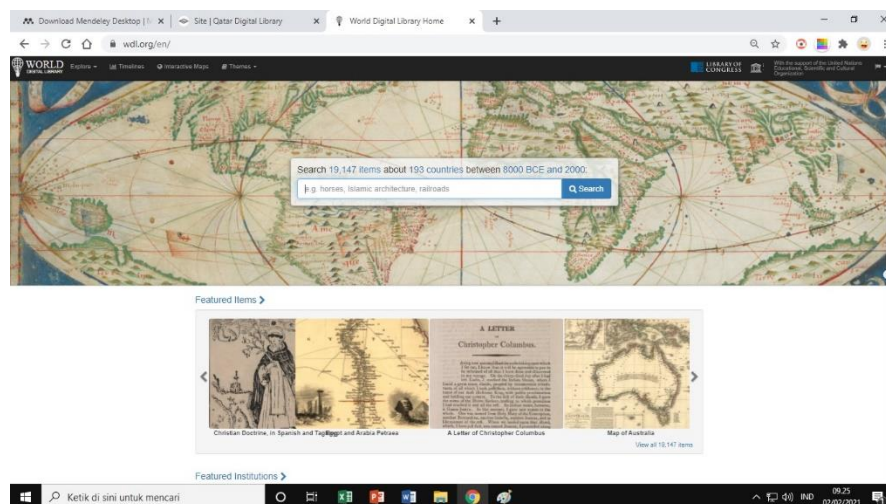 Download Mendeley Desktop | M
Site | Qatar Digital Library
World Digital Library Home
wdl.org/en/
WORLD
DIGITAL LIBRARY
Explore
Timelines
Interactive Maps
Themes
LIBRARY OF
CONGRESS
With the support of the United Nations
Educational, Scientific and Cultural
Organization
Search 19,147 items about 193 countries between 8000 BCE and 2000:
e.g. horses, Islamic architecture, railroads
Search
Featured Items
A LETTER
Christopher Columbus.
Christian Doctrine, in Spanish and Tagalog
Egypt and Arabia Petraea
A Letter of Christopher Columbus
Map of Australia
View all 19,147 items
Featured Institutions
Ketik di sini untuk mencari
IND
09.25
02/02/2021